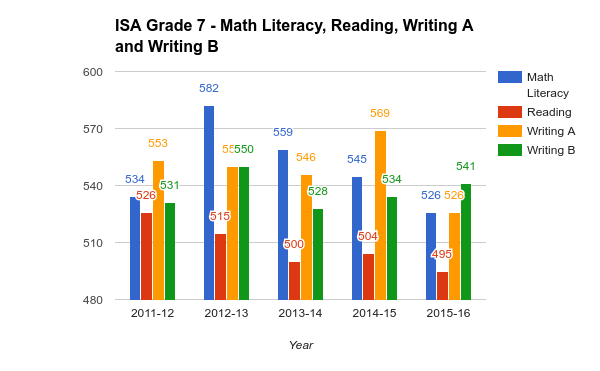 ISA Grade 7 - Math Literacy, Reading, Writing A
and Writing B
600
570
540
510
480
534
526
553
531
582
515
550
559
500
546
528
545
504
569
534
526
495
526
541
2011-12 2012-13 2013-14 2014-15 2015-16
Year
Math
Literacy
Reading
Writing A
Writing B